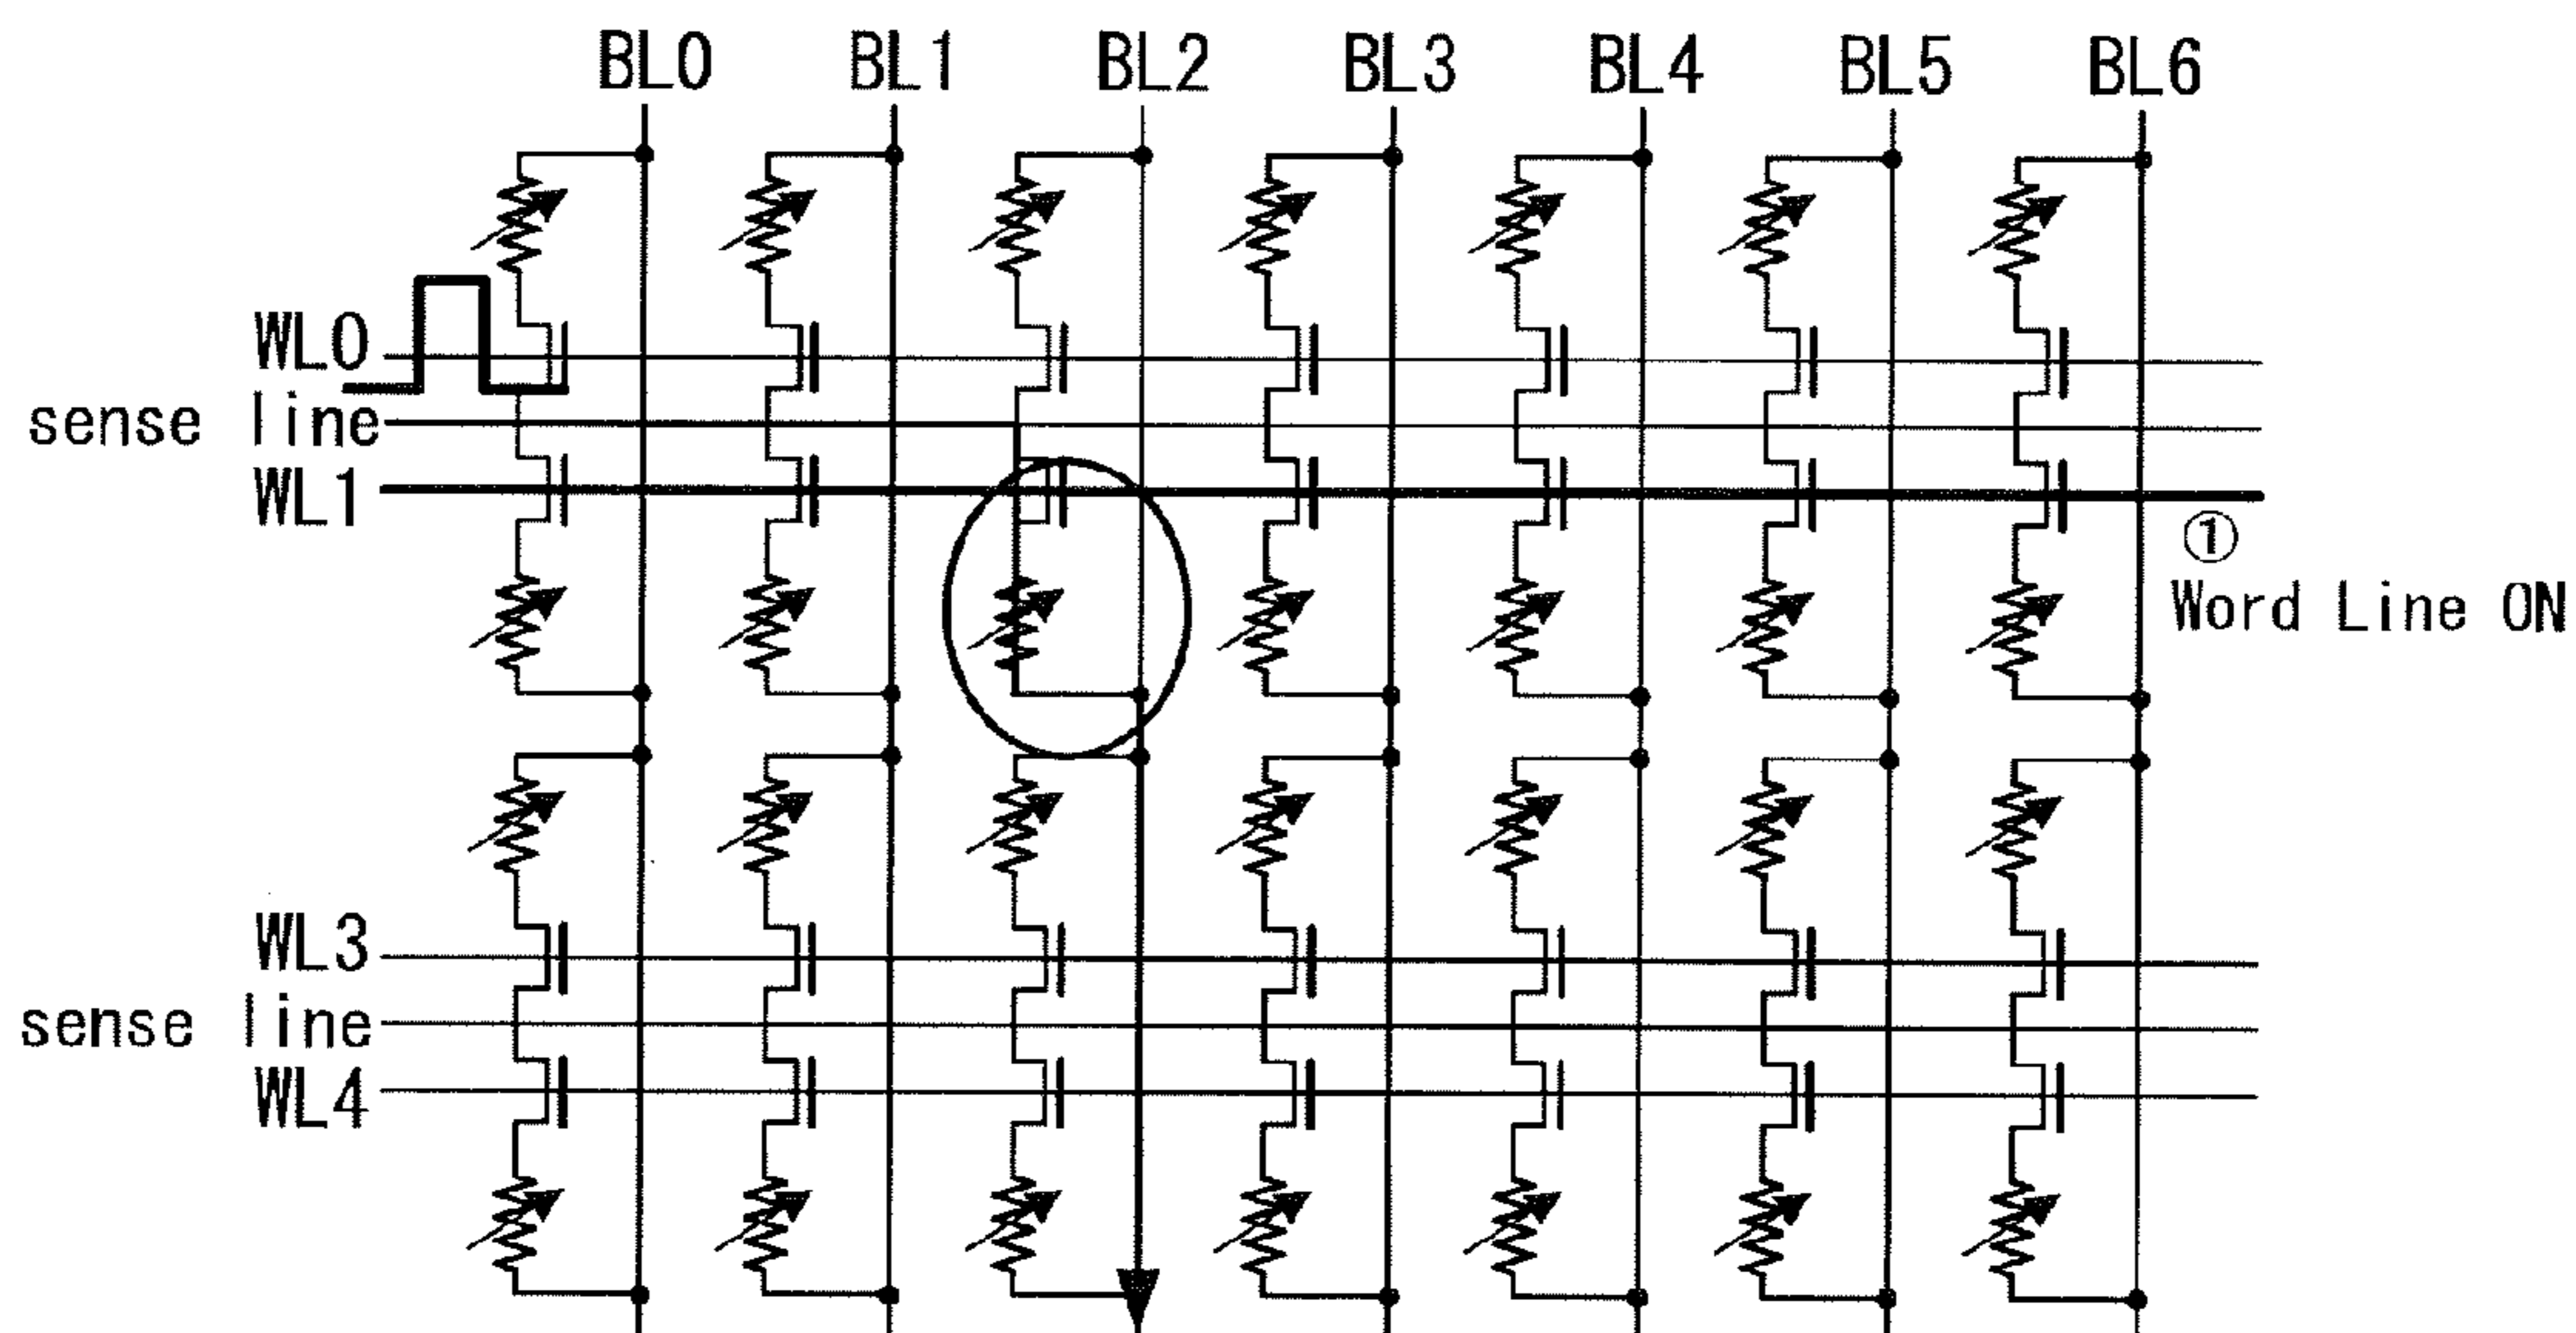 BL0 BL1 BL2 BL3 BL4 BL5 BL6
WL0
sense line
WL1
①
Word Line ON
WL3
sense line
WL4